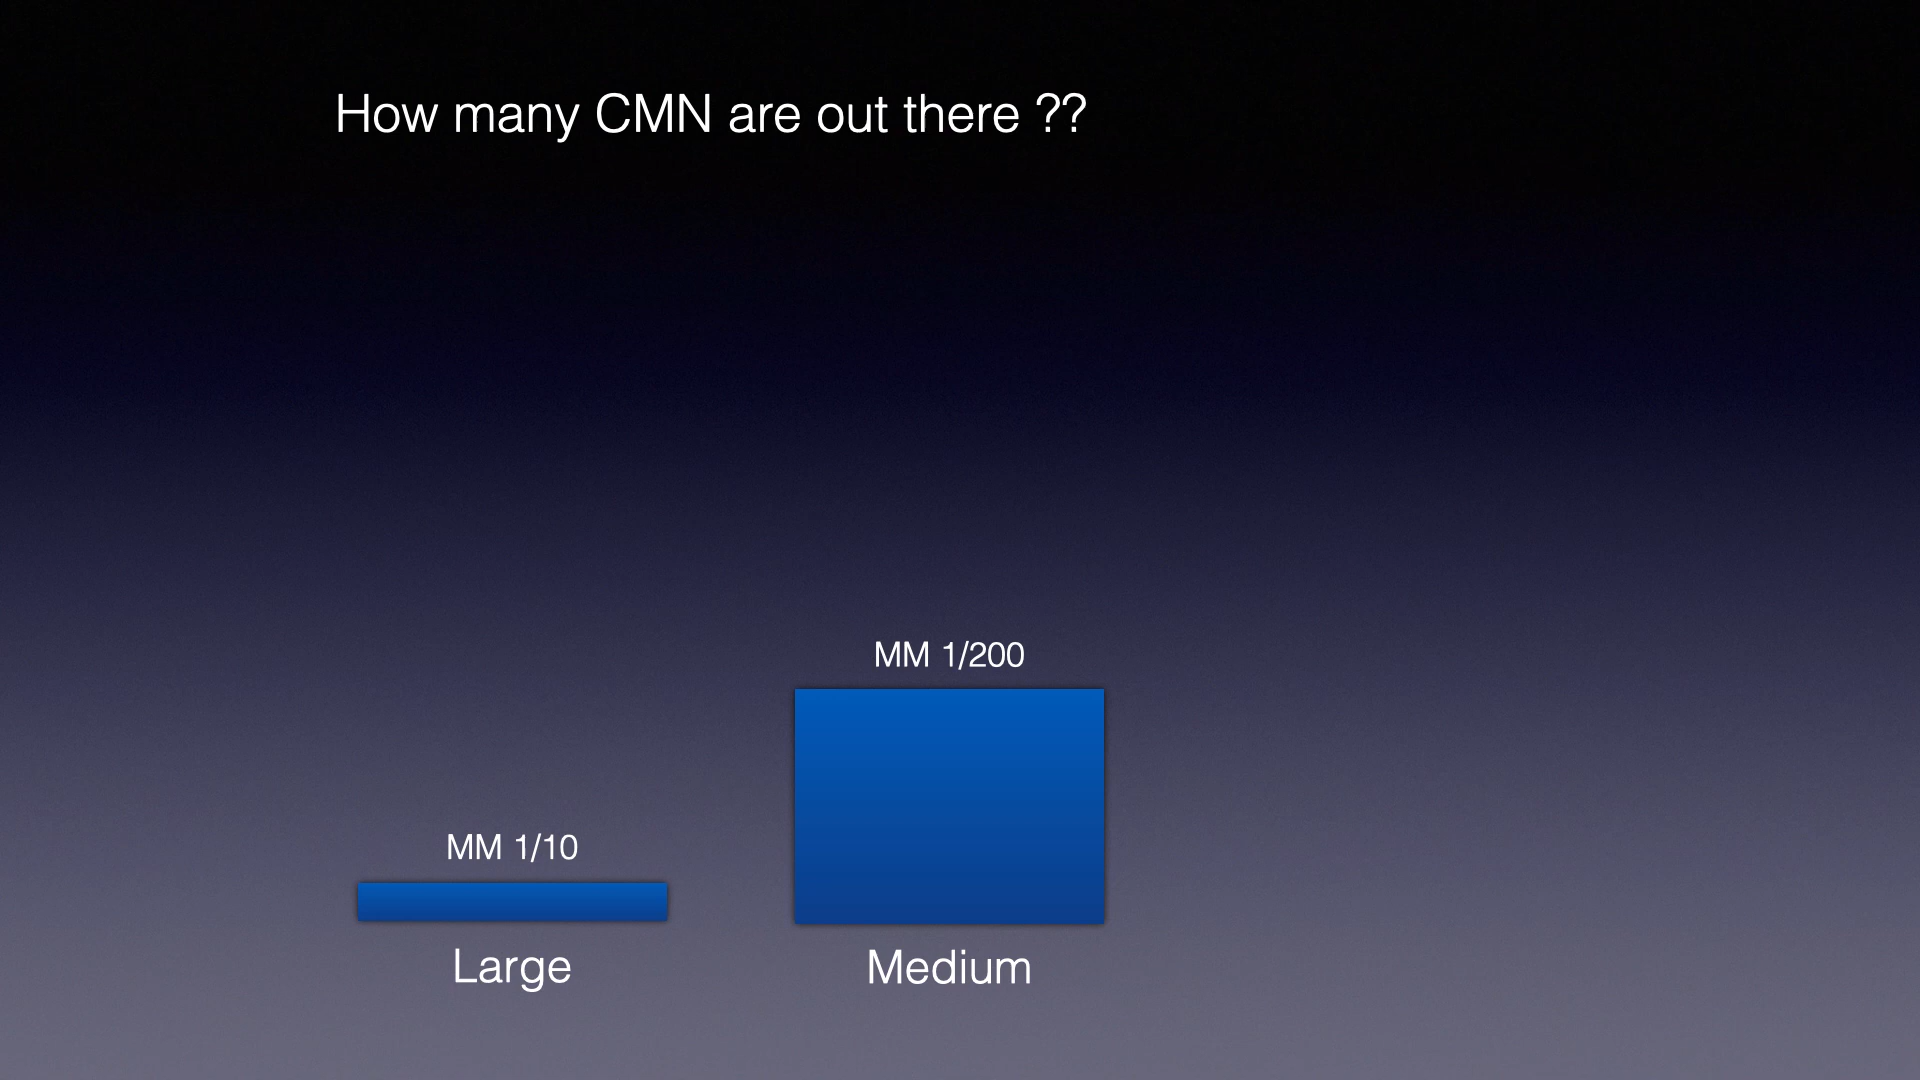 How many CMN are out there ??
MM 1/200
MM 1/10
Large
Medium